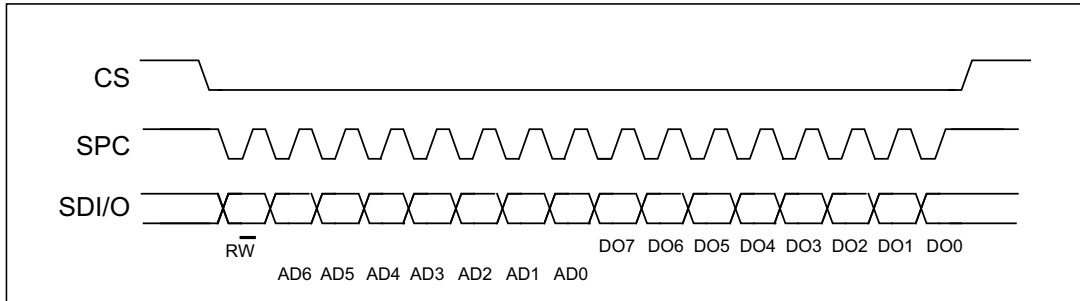 CS
SPC
SDI/O
RW̅ DO7 DO6 DO5 DO4 DO3 DO2 DO1 DO0
AD6 AD5 AD4 AD3 AD2 AD1 AD0